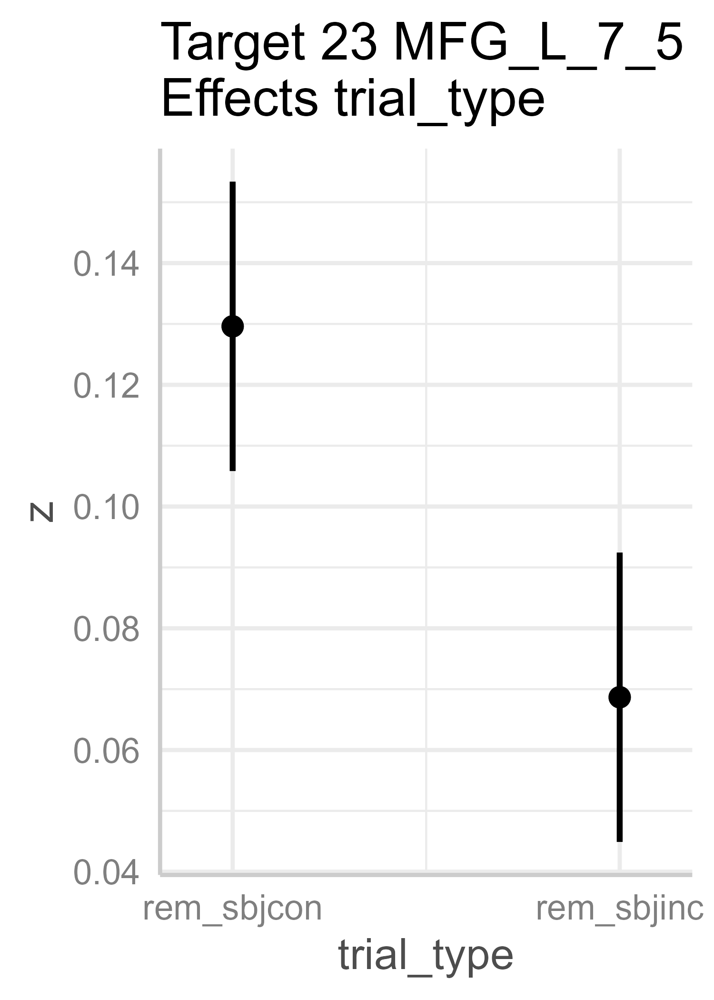 Target 23 MFG_L_7_5
Effects trial_type
0.14
0.12
0.10
0.08
0.06
0.04
z
rem_sbjcon rem_sbjinc
trial_type